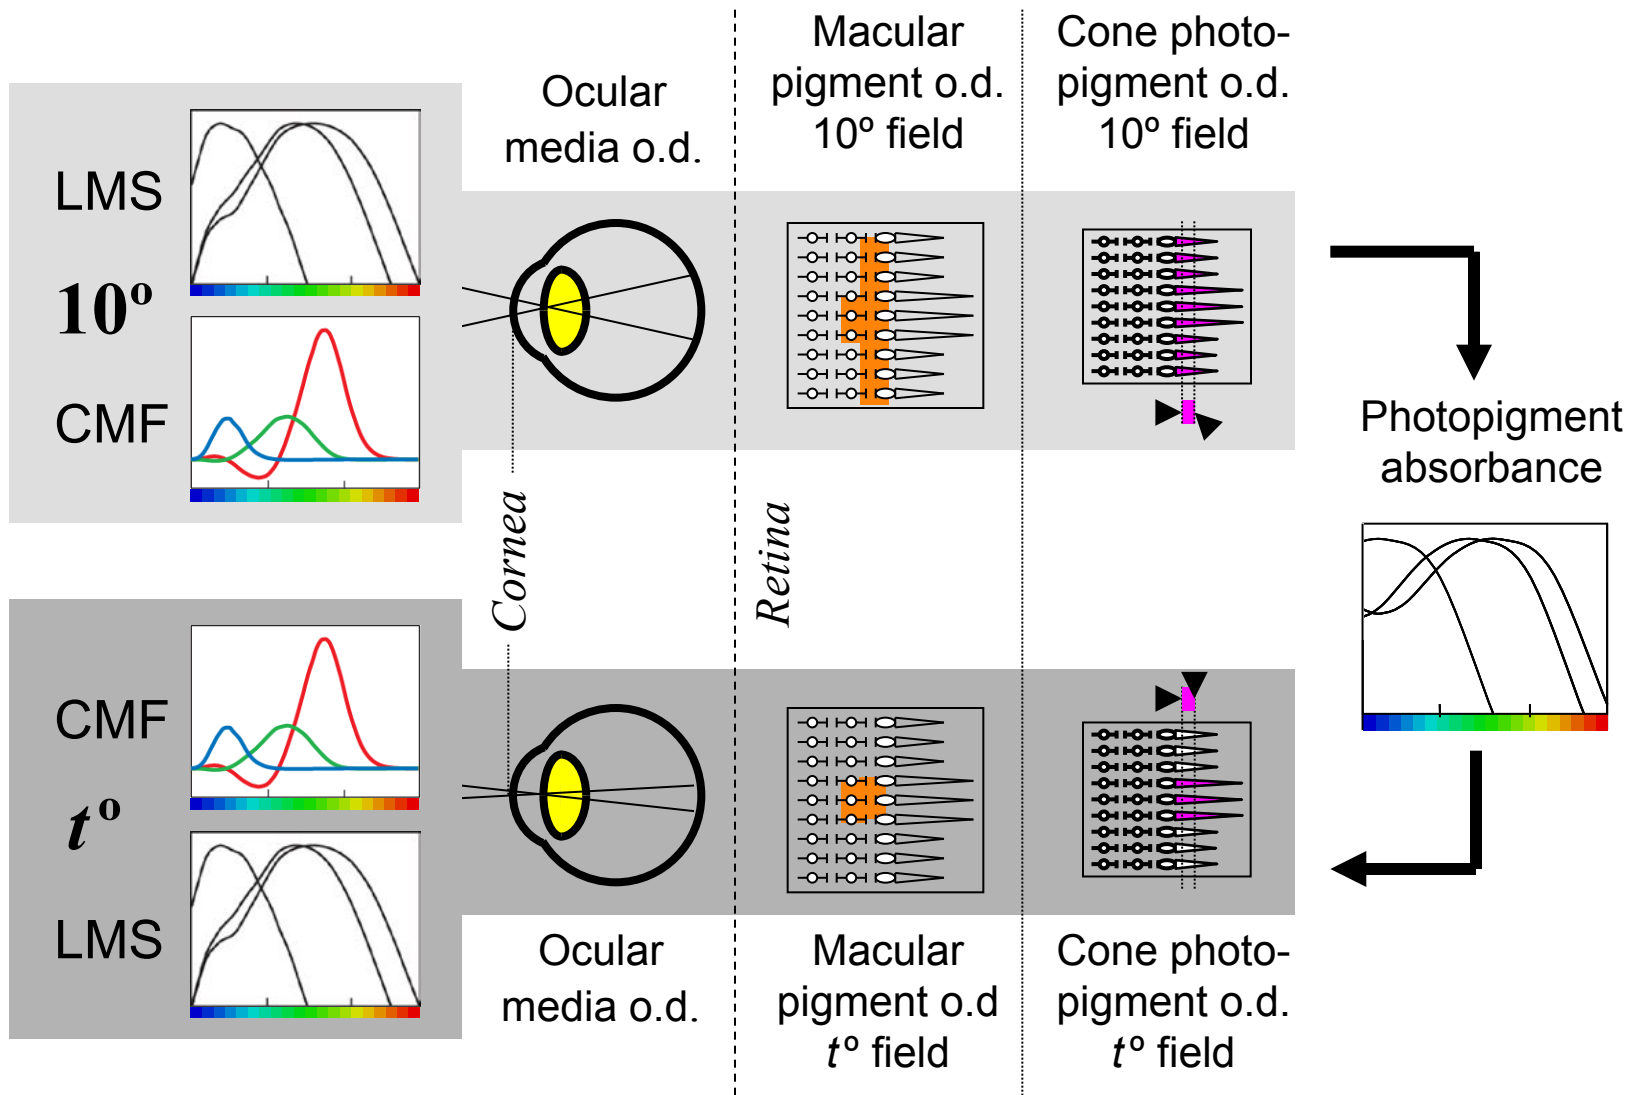 Ocular
media o.d.
Macular
pigment o.d.
10º field
Cone photo-
pigment o.d.
10º field
LMS
10º
CMF
Cornea
Retina
Photopigment
absorbance
CMF
tº
LMS
Ocular
media o.d.
Macular
pigment o.d
tº field
Cone photo-
pigment o.d.
tº field